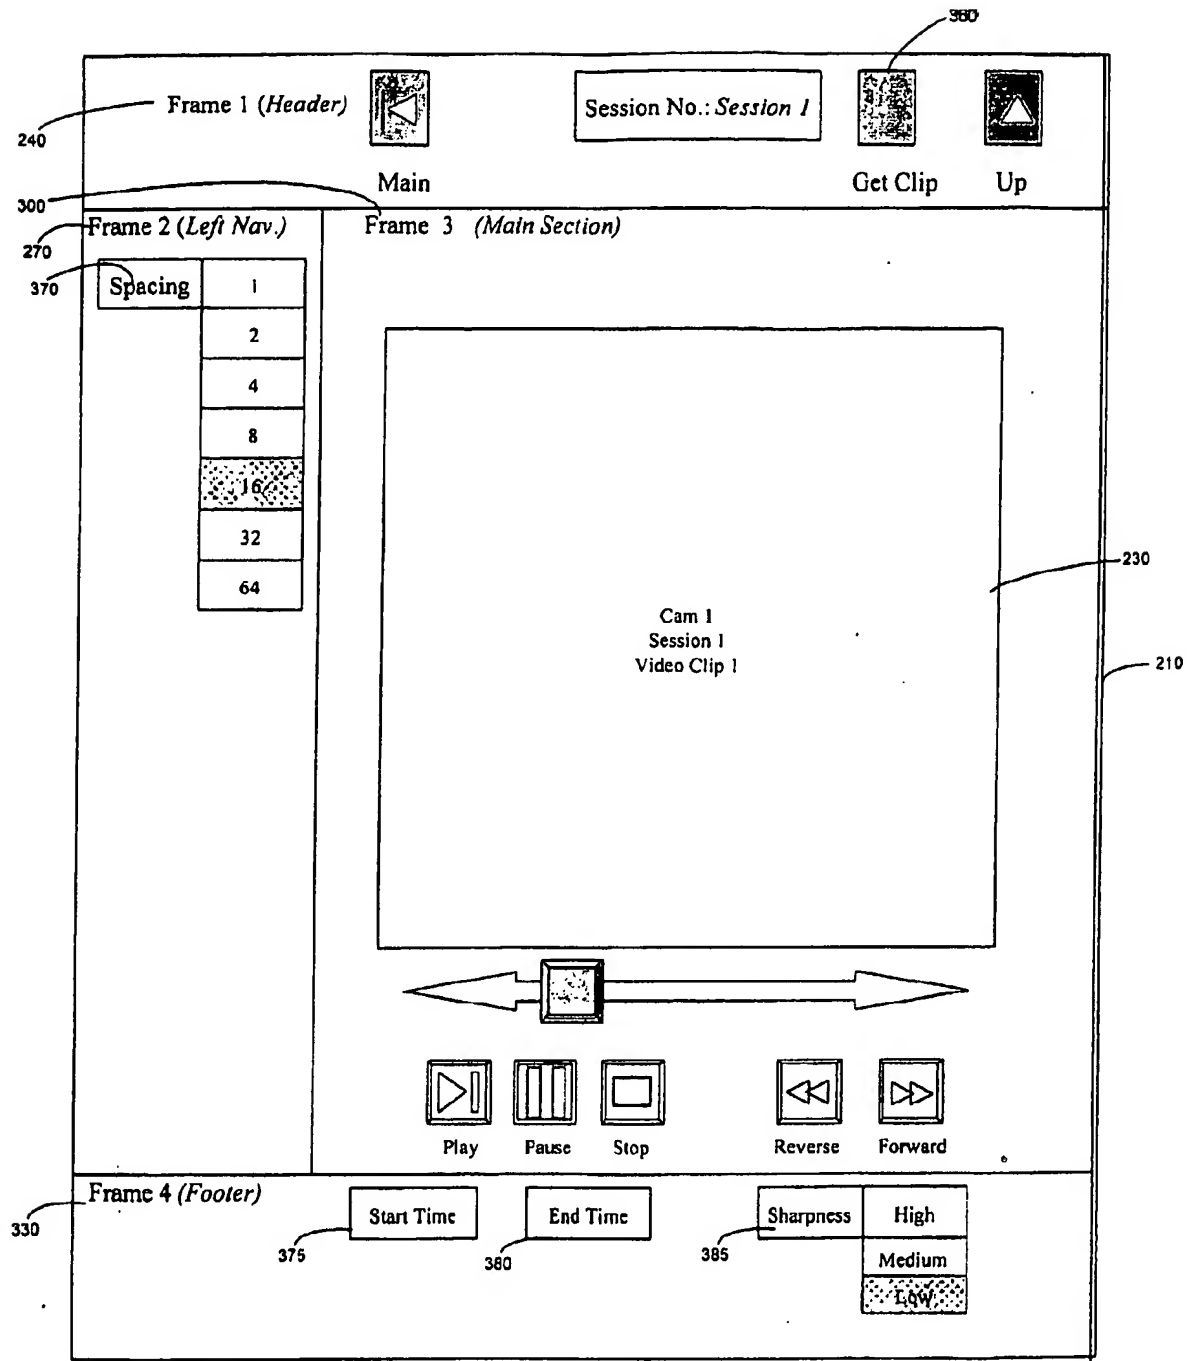 360
Frame 1 (Header)
Session No.: Session 1
240
Main
Get Clip
Up
300
Frame 2 (Left Nav.)
Frame 3 (Main Section)
270
370
Spacing
1
2
4
8
16
32
64
230
Cam 1
Session 1
Video Clip 1
210
Play
Pause
Stop
Reverse
Forward
Frame 4 (Footer)
330
Start Time
End Time
Sharpness
High
375
380
385
Medium
Low